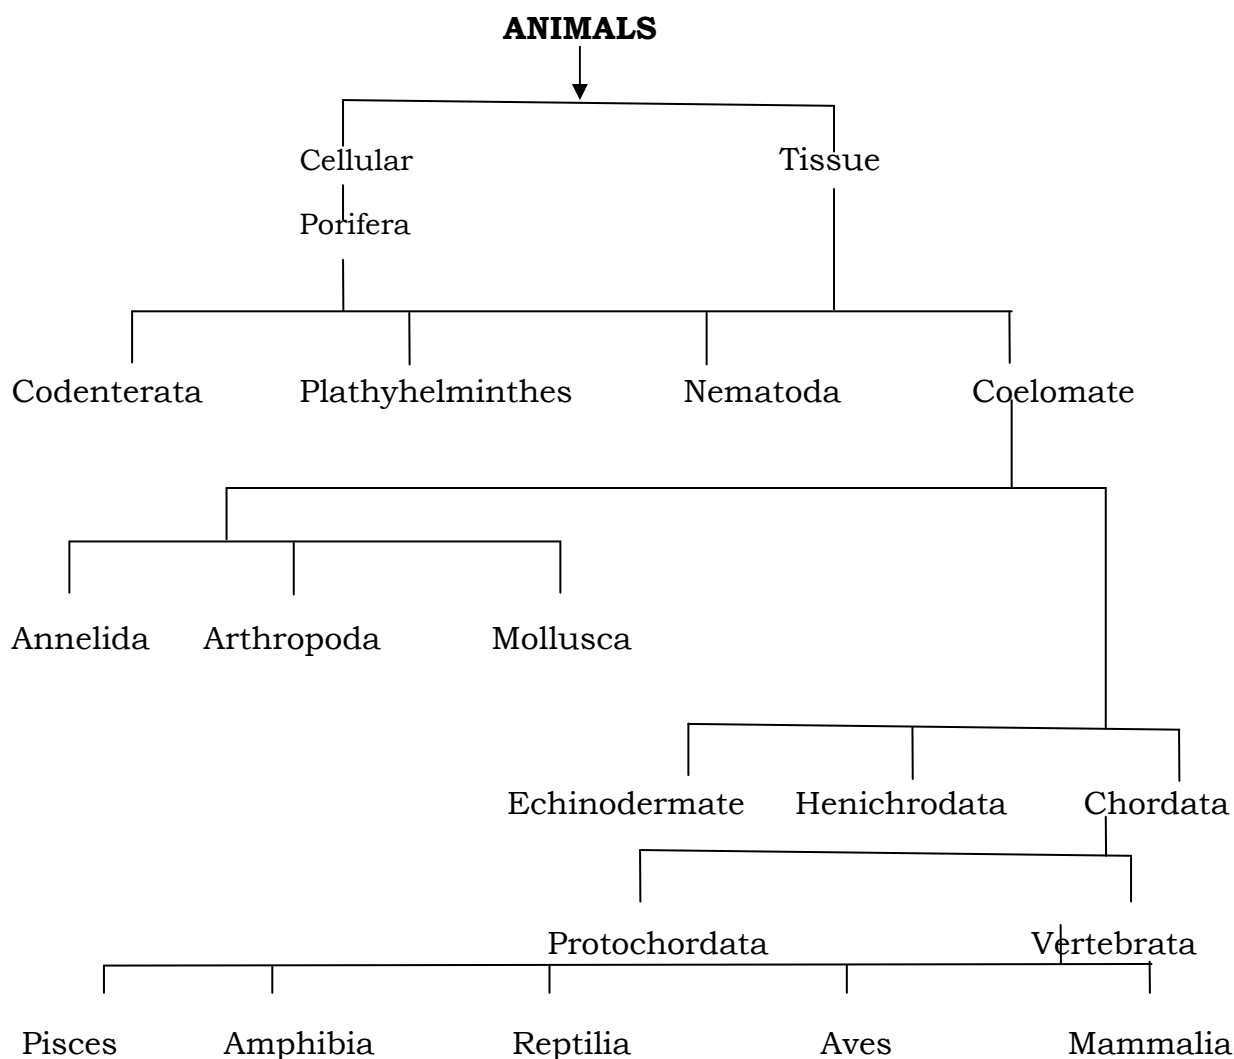 ANIMALS
Cellular Tissue
Porifera
Codenterata Plathyhelminthes Nematoda Coelomate
Annelida Arthropoda Mollusca
Echinodermate Henichrodata Chordata
Protochordata Vertebrata
Pisces Amphibia Reptilia Aves Mammalia